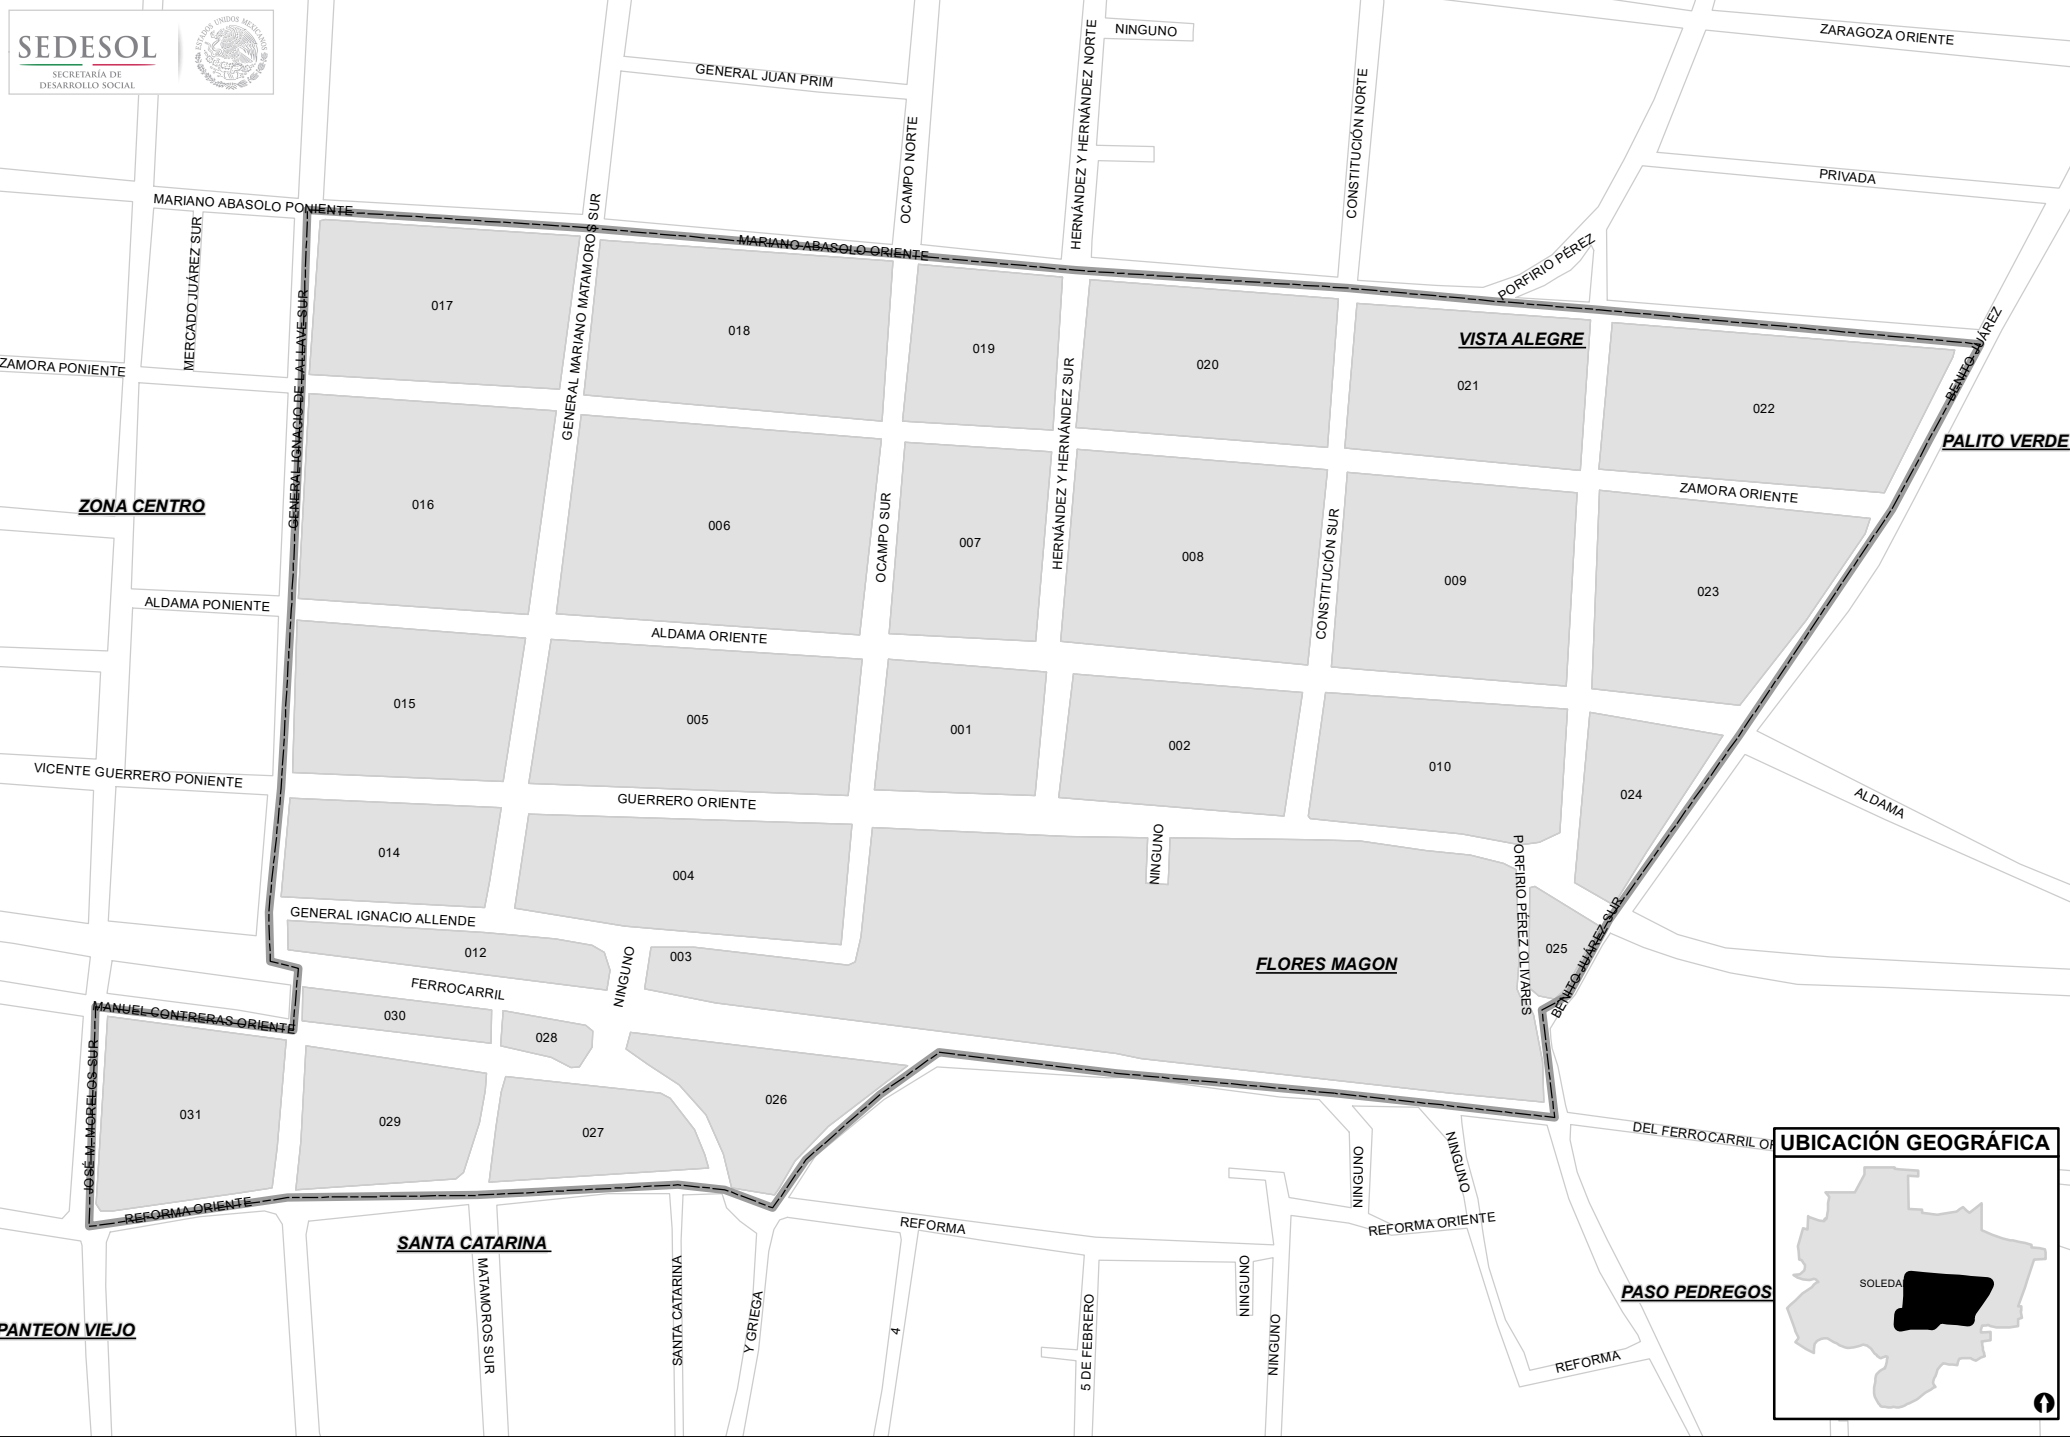 SEDESOL
SECRETARÍA DE
DESARROLLO SOCIAL
ESTADOS UNIDOS MEXICANOS
NINGUNO
ZARAGOZA ORIENTE
GENERAL JUAN PRIM
HERNÁNDEZ Y HERNÁNDEZ NORTE
CONSTITUCIÓN NORTE
OCAMPO NORTE
PRIVADA
MARIANO ABASOLO PONIENTE
MERCADO JUÁREZ SUR
GENERAL MARIANO MATAMOROS SUR
MARIANO ABASOLO ORIENTE
PORFIRIO PÉREZ
017
018
019
020
VISTA ALEGRE
021
022
BENITO JUÁREZ
PALITO VERDE
ZAMORA PONIENTE
GENERAL IGNACIO DE LA LLAVE SUR
HERNÁNDEZ Y HERNÁNDEZ SUR
ZAMORA ORIENTE
ZONA CENTRO
016
006
OCAMPO SUR
007
008
CONSTITUCIÓN SUR
009
023
ALDAMA PONIENTE
ALDAMA ORIENTE
015
005
001
002
010
024
ALDAMA
VICENTE GUERRERO PONIENTE
GUERRERO ORIENTE
014
004
NINGUNO
PORFIRIO PÉREZ OLIVARES
GENERAL IGNACIO ALLENDE
012
NINGUNO
003
FLORES MAGON
025
BENITO JUÁREZ SUR
FERROCARRIL
MANUEL CONTRERAS ORIENTE
030
028
JOSÉ M. MORELOS SUR
031
029
027
026
DEL FERROCARRIL OR
NINGUNO
NINGUNO
REFORMA ORIENTE
REFORMA
REFORMA ORIENTE
SANTA CATARINA
MATAMOROS SUR
SANTA CATARINA
Y GRIEGA
4
5 DE FEBRERO
NINGUNO
NINGUNO
REFORMA
PANTEON VIEJO
PASO PEDREGOS
UBICACIÓN GEOGRÁFICA
SOLEDA